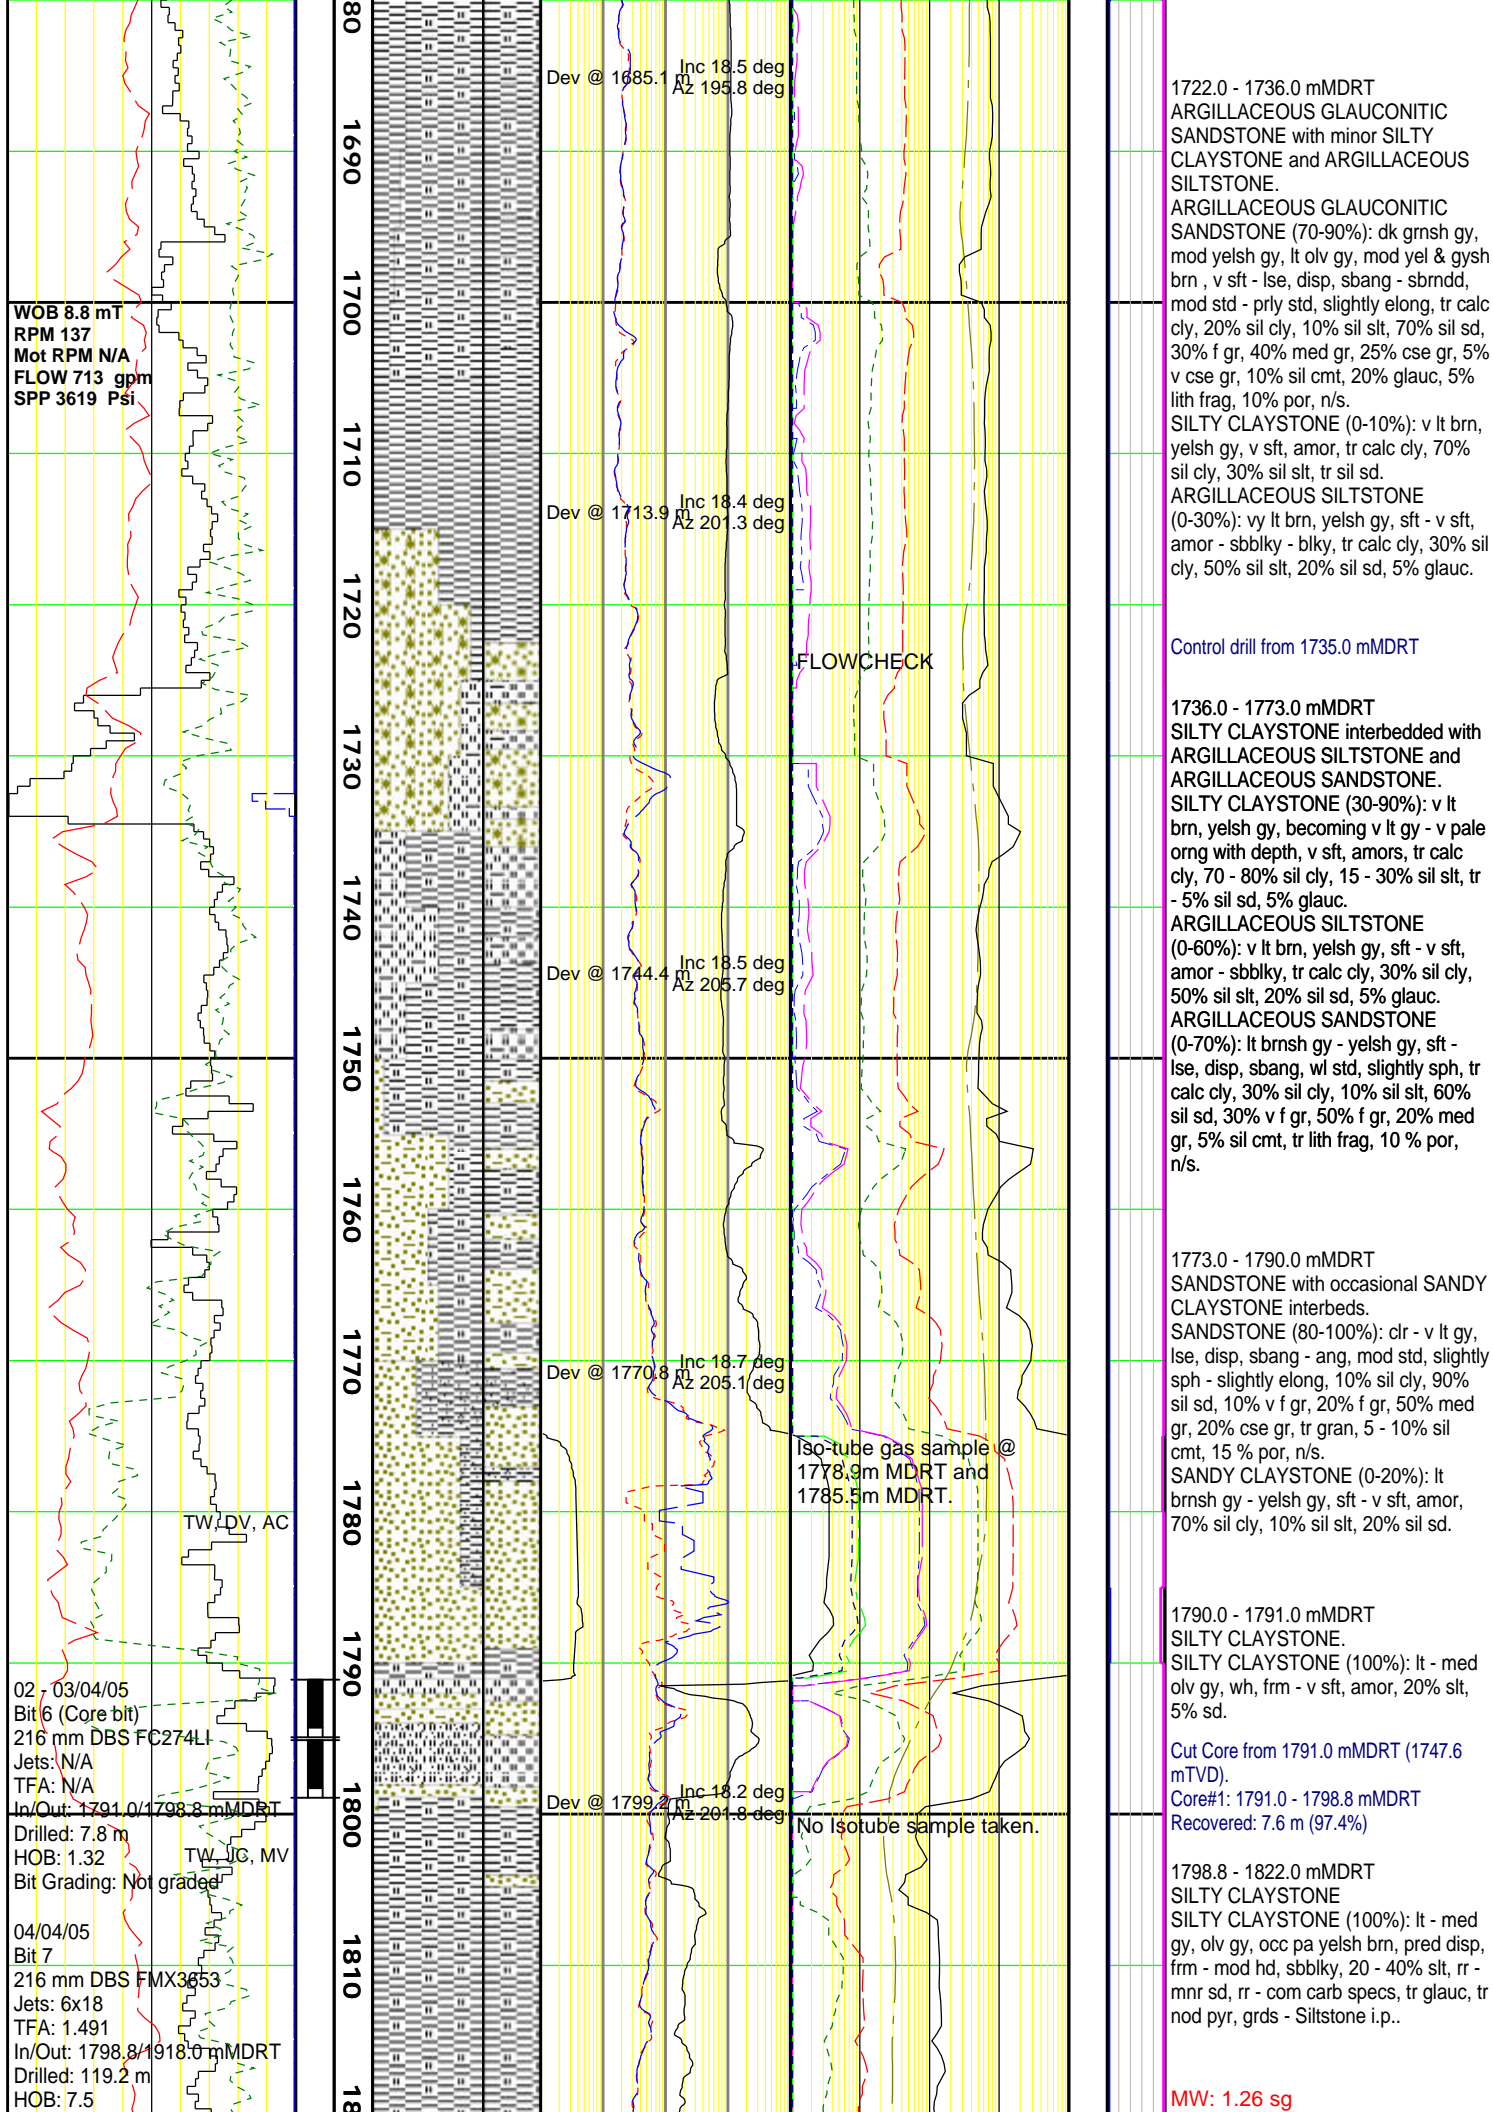 80
1690
1700
1710
1720
1730
1740
1750
1760
1770
1780
1790
1800
1810
18
WOB 8.8 mT
RPM 137
Mot RPM N/A
FLOW 713 gpm
SPP 3619 Psi
TW, DV, AC
02 - 03/04/05
Bit 6 (Core bit)
216 mm DBS FC274LI
Jets: N/A
TFA: N/A
In/Out: 1791.0/1798.8 mMDRT
Drilled: 7.8 m
HOB: 1.32
TW, JC, MV
Bit Grading: Not graded
04/04/05
Bit 7
216 mm DBS FMX3653
Jets: 6x18
TFA: 1.491
In/Out: 1798.8/1918.0 mMDRT
Drilled: 119.2 m
HOB: 7.5
Dev @ 1685.1 m
Inc 18.5 deg
Az 195.8 deg
Dev @ 1713.9 m
Inc 18.4 deg
Az 201.3 deg
Dev @ 1744.4 m
Inc 18.5 deg
Az 205.7 deg
Dev @ 1770.8 m
Inc 18.7 deg
Az 205.1 deg
Dev @ 1799.2 m
Inc 18.2 deg
Az 201.8 deg
FLOWCHECK
Iso-tube gas sample @
1778.9m MDRT and
1785.5m MDRT.
No Isotube sample taken.
1722.0 - 1736.0 mMDRT
ARGILLACEOUS GLAUCONITIC
SANDSTONE with minor SILTY
CLAYSTONE and ARGILLACEOUS
SILTSTONE.
ARGILLACEOUS GLAUCONITIC
SANDSTONE (70-90%): dk grnsh gy,
mod yelsh gy, lt olv gy, mod yel & gysh
brn , v sft - lse, disp, sbang - sbrndd,
mod std - prly std, slightly elong, tr calc
cly, 20% sil cly, 10% sil slt, 70% sil sd,
30% f gr, 40% med gr, 25% cse gr, 5%
v cse gr, 10% sil cmt, 20% glauc, 5%
lith frag, 10% por, n/s.
SILTY CLAYSTONE (0-10%): v lt brn,
yelsh gy, v sft, amor, tr calc cly, 70%
sil cly, 30% sil slt, tr sil sd.
ARGILLACEOUS SILTSTONE
(0-30%): vy lt brn, yelsh gy, sft - v sft,
amor - sbblky - blky, tr calc cly, 30% sil
cly, 50% sil slt, 20% sil sd, 5% glauc.
Control drill from 1735.0 mMDRT
1736.0 - 1773.0 mMDRT
SILTY CLAYSTONE interbedded with
ARGILLACEOUS SILTSTONE and
ARGILLACEOUS SANDSTONE.
SILTY CLAYSTONE (30-90%): v lt
brn, yelsh gy, becoming v lt gy - v pale
orng with depth, v sft, amors, tr calc
cly, 70 - 80% sil cly, 15 - 30% sil slt, tr
- 5% sil sd, 5% glauc.
ARGILLACEOUS SILTSTONE
(0-60%): v lt brn, yelsh gy, sft - v sft,
amor - sbblky, tr calc cly, 30% sil cly,
50% sil slt, 20% sil sd, 5% glauc.
ARGILLACEOUS SANDSTONE
(0-70%): lt brnsh gy - yelsh gy, sft -
lse, disp, sbang, wl std, slightly sph, tr
calc cly, 30% sil cly, 10% sil slt, 60%
sil sd, 30% v f gr, 50% f gr, 20% med
gr, 5% sil cmt, tr lith frag, 10 % por,
n/s.
1773.0 - 1790.0 mMDRT
SANDSTONE with occasional SANDY
CLAYSTONE interbeds.
SANDSTONE (80-100%): clr - v lt gy,
lse, disp, sbang - ang, mod std, slightly
sph - slightly elong, 10% sil cly, 90%
sil sd, 10% v f gr, 20% f gr, 50% med
gr, 20% cse gr, tr gran, 5 - 10% sil
cmt, 15 % por, n/s.
SANDY CLAYSTONE (0-20%): lt
brnsh gy - yelsh gy, sft - v sft, amor,
70% sil cly, 10% sil slt, 20% sil sd.
1790.0 - 1791.0 mMDRT
SILTY CLAYSTONE.
SILTY CLAYSTONE (100%): lt - med
olv gy, wh, frm - v sft, amor, 20% slt,
5% sd.
Cut Core from 1791.0 mMDRT (1747.6
mTVD).
Core#1: 1791.0 - 1798.8 mMDRT
Recovered: 7.6 m (97.4%)
1798.8 - 1822.0 mMDRT
SILTY CLAYSTONE
SILTY CLAYSTONE (100%): lt - med
gy, olv gy, occ pa yelsh brn, pred disp,
frm - mod hd, sbblky, 20 - 40% slt, rr -
mnr sd, rr - com carb specs, tr glauc, tr
nod pyr, grds - Siltstone i.p..
MW: 1.26 sg